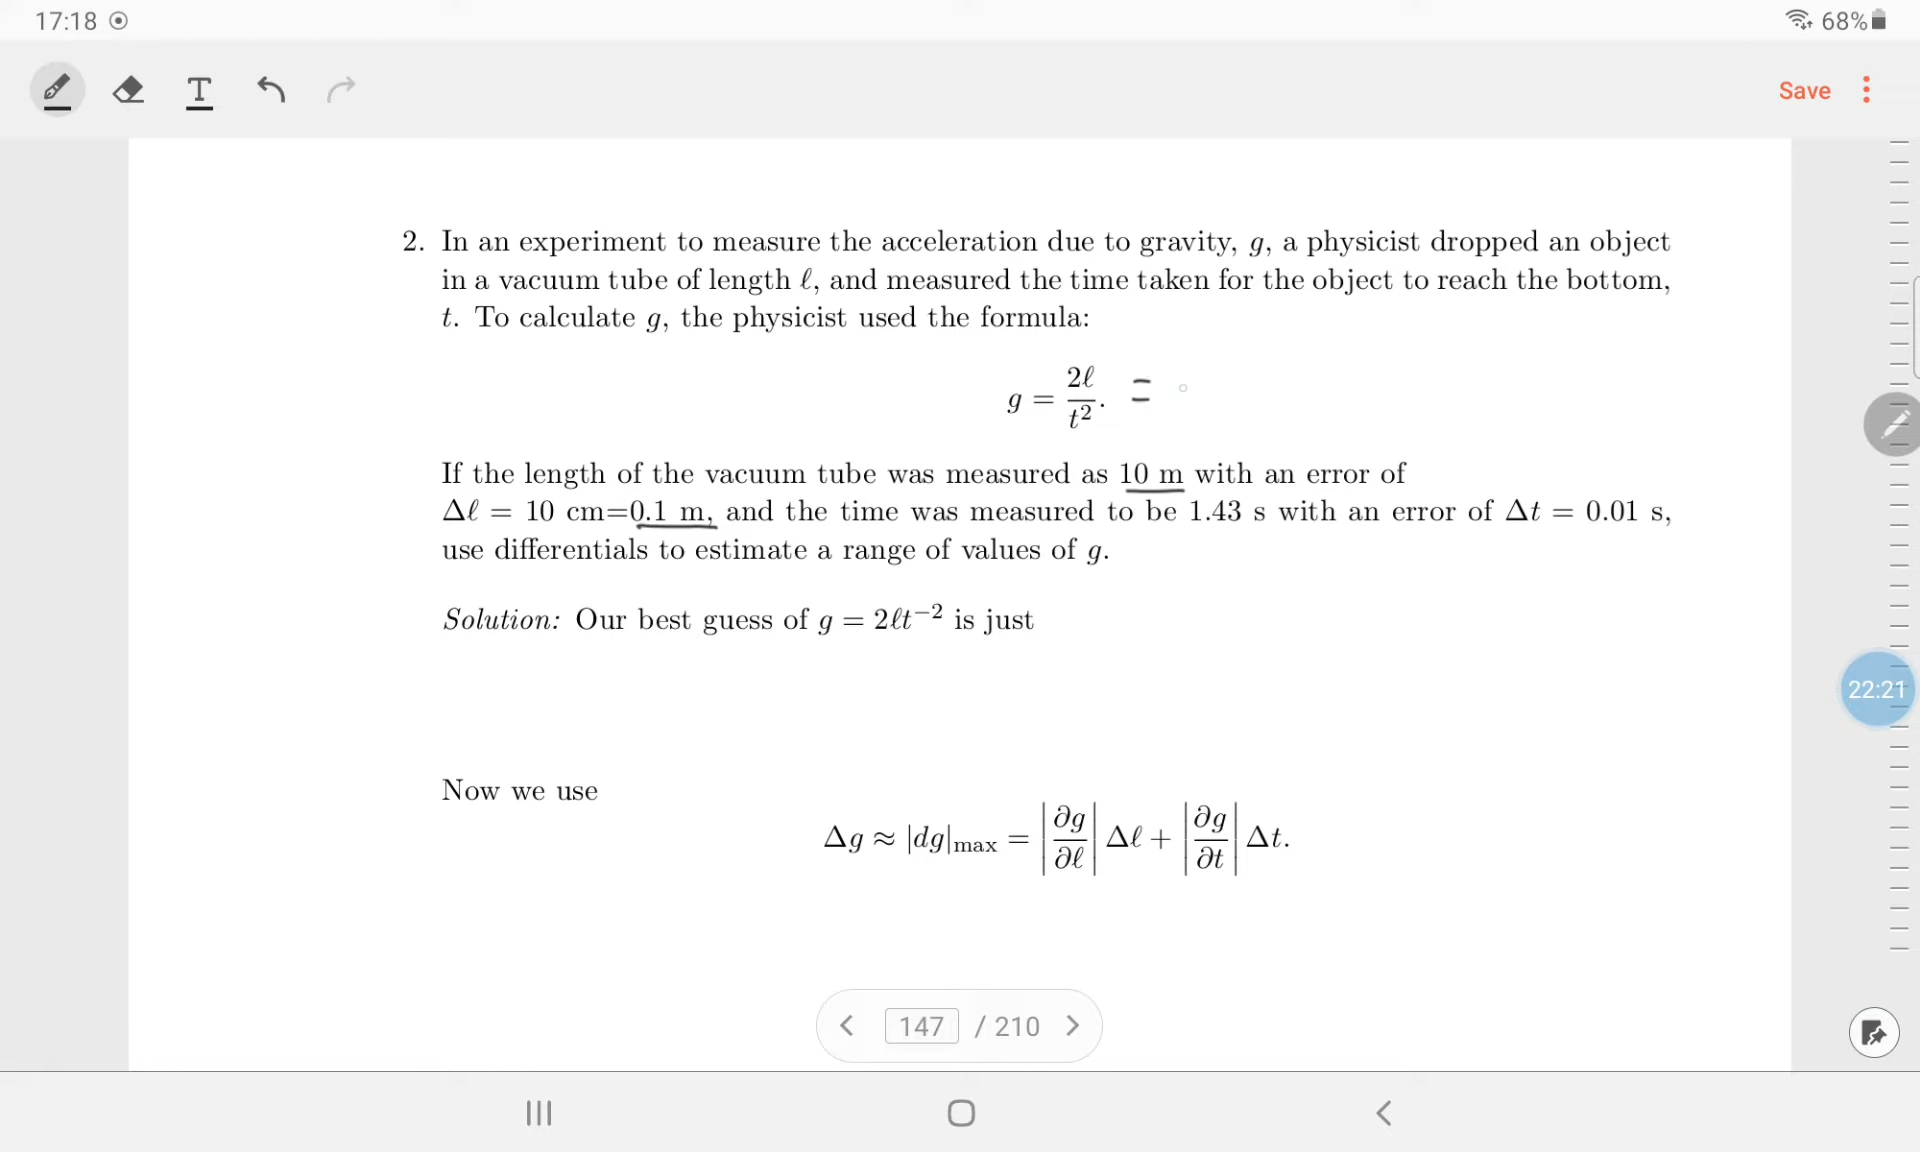 17:18
68%
T
Save
2. In an experiment to measure the acceleration due to gravity, g, a physicist dropped an object
in a vacuum tube of length ℓ, and measured the time taken for the object to reach the bottom,
t. To calculate g, the physicist used the formula:
g = 2ℓ/t². =
If the length of the vacuum tube was measured as 10 m with an error of
Δℓ = 10 cm=0.1 m, and the time was measured to be 1.43 s with an error of Δt = 0.01 s,
use differentials to estimate a range of values of g.
Solution: Our best guess of g = 2ℓt⁻² is just
22:21
Now we use
Δg ≈ |dg|max = |∂g/∂ℓ| Δℓ + |∂g/∂t| Δt.
147 / 210